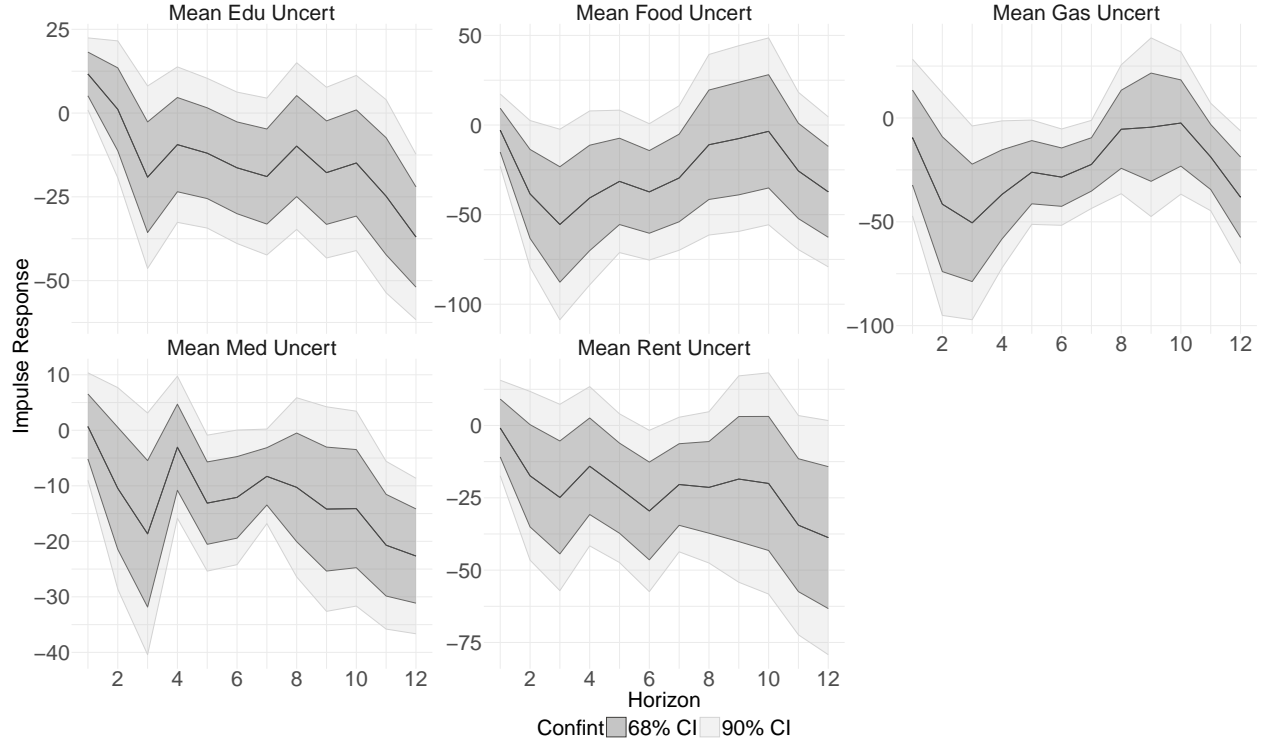 Mean Edu Uncert
Mean Food Uncert
Mean Gas Uncert
25
0
−25
−50
50
0
−50
−100
0
−50
−100
2 4 6 8 10 12
Impulse Response
Mean Med Uncert
Mean Rent Uncert
10
0
−10
−20
−30
−40
0
−25
−50
−75
2 4 6 8 10 12
2 4 6 8 10 12
Horizon
Confint 68% CI 90% CI